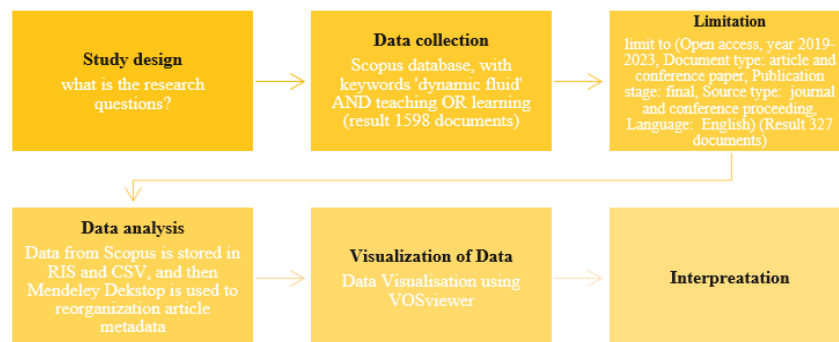 Study design
what is the research
questions?
Data collection
Scopus database, with
keywords 'dynamic fluid'
AND teaching OR learning
(result 1598 documents)
Limitation
limit to (Open access, year 2019-
2023, Document type: article and
conference paper, Publication
stage: final, Source type: journal
and conference proceeding,
Language: English) (Result 327
documents)
Data analysis
Data from Scopus is stored in
RIS and CSV, and then
Mendeley Dekstop is used to
reorganization article
metadata
Visualization of Data
Data Visualisation using
VOSviewer
Interpreatation